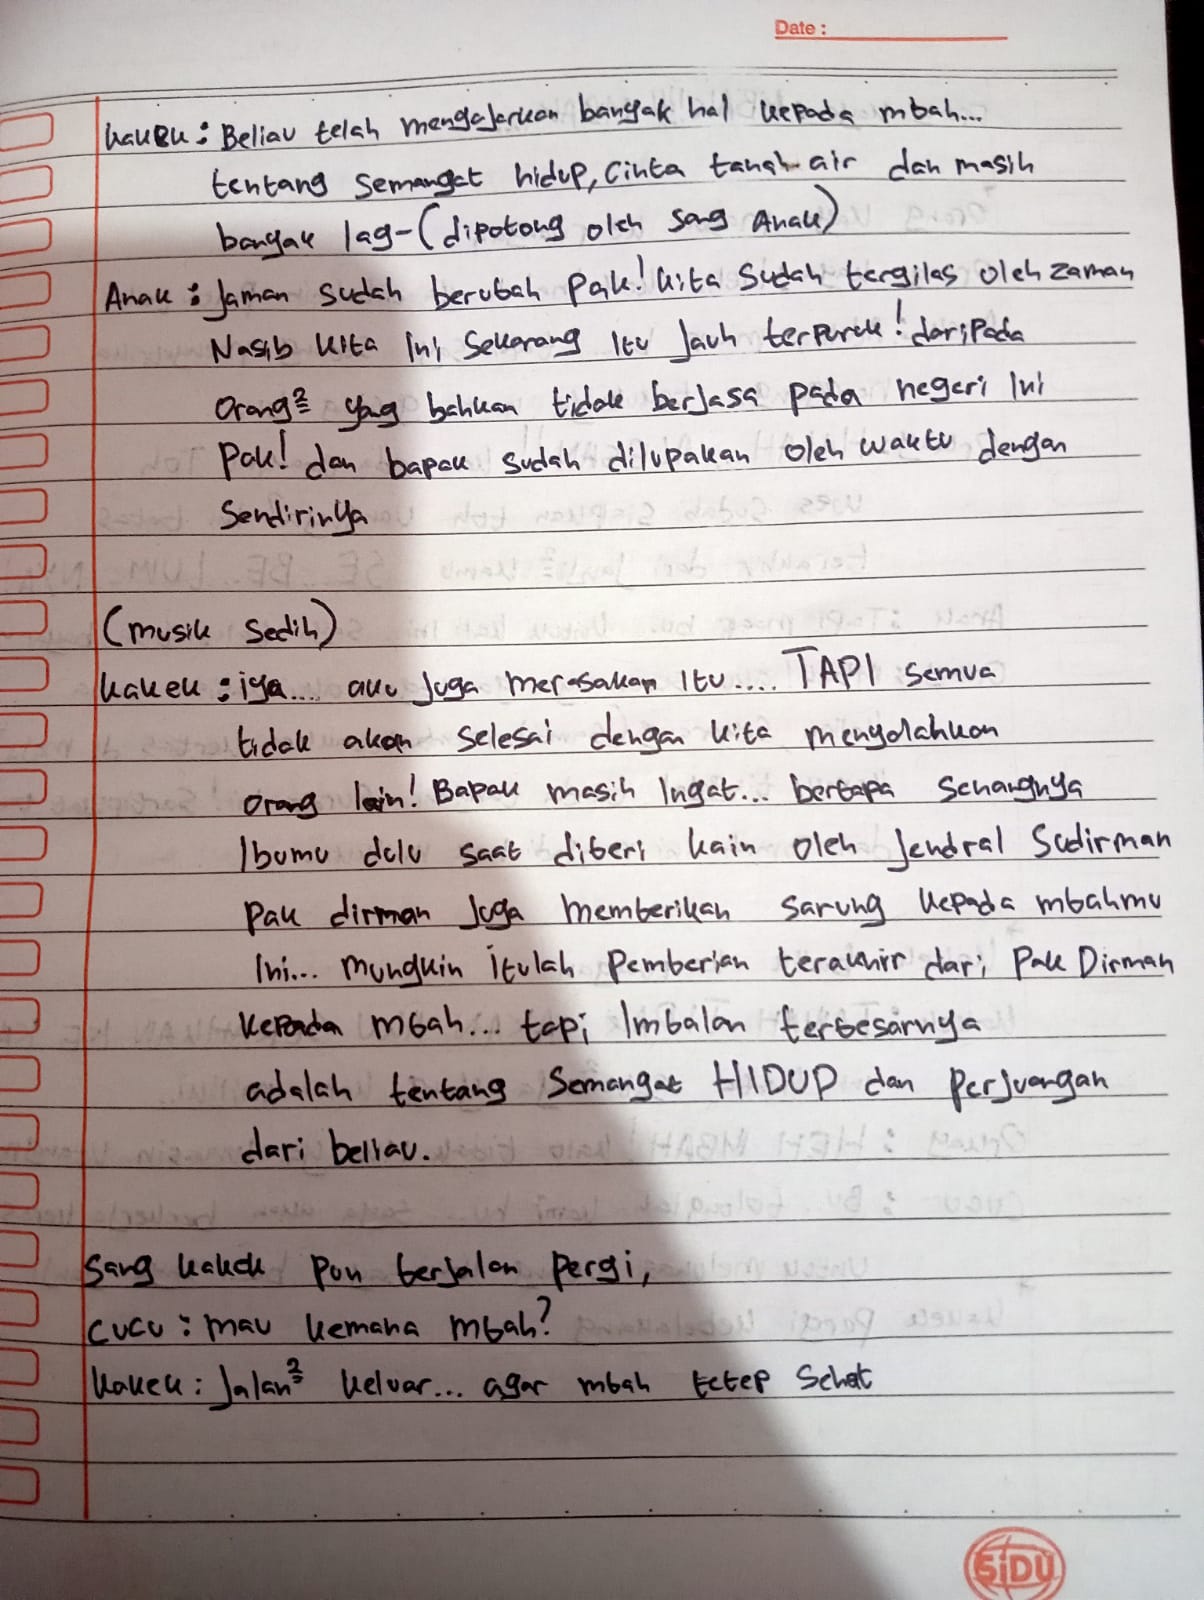 Date :
Kakek : Beliau telah mengajarkan banyak hal kepada mbah...
tentang semangat hidup, cinta tanah air dan masih
banyak lag-(dipotong oleh sang Anak)
Anak : Jaman sudah berubah pak! kita sudah tergilas oleh zaman
Nasib kita ini sekarang itu jauh terpuruk! daripada
orang² yang bahkan tidak berjasa pada negeri ini
pak! dan bapak sudah dilupakan oleh waktu dengan
sendirinya
(musik sedih)
Kakek : iya... aku juga merasakan itu.... TAPI semua
tidak akan selesai dengan kita menyalahkan
orang lain! Bapak masih ingat... bertapa senangnya
Ibumu dulu saat diberi kain oleh Jendral Sudirman
Pak dirman juga memberikan sarung kepada mbahmu
ini... mungkin itulah pemberian terakhir dari Pak Dirman
kepada mbah... tapi Imbalan terbesarnya
adalah tentang semangat HIDUP dan perjuangan
dari beliau.
Sang kakek pun berjalan pergi,
Cucu : mau kemana mbah?
Kakek : Jalan² keluar... agar mbah tetep sehat
SIDU